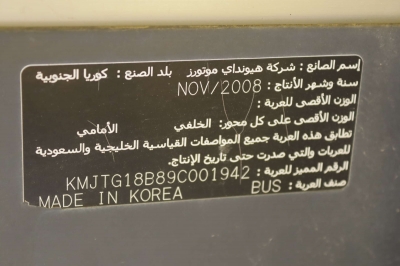 إسم الصانع : شركة هيونداي موتورز بلد الصنع : كوريا الجنوبية
سنة وشهر الأنتاج : NOV/2008
الوزن الأقصى للعربة :
الوزن الأقصى على كل محور: الخلفي الأمامي
تطابق هذه العربة جميع المواصفات القياسية الخليجية والسعودية
للعربات والتي صدرت حتى تاريخ الإنتاج.
الرقم المميز للعربة : KMJTG18B89C001942
صنف العربة : BUS MADE IN KOREA